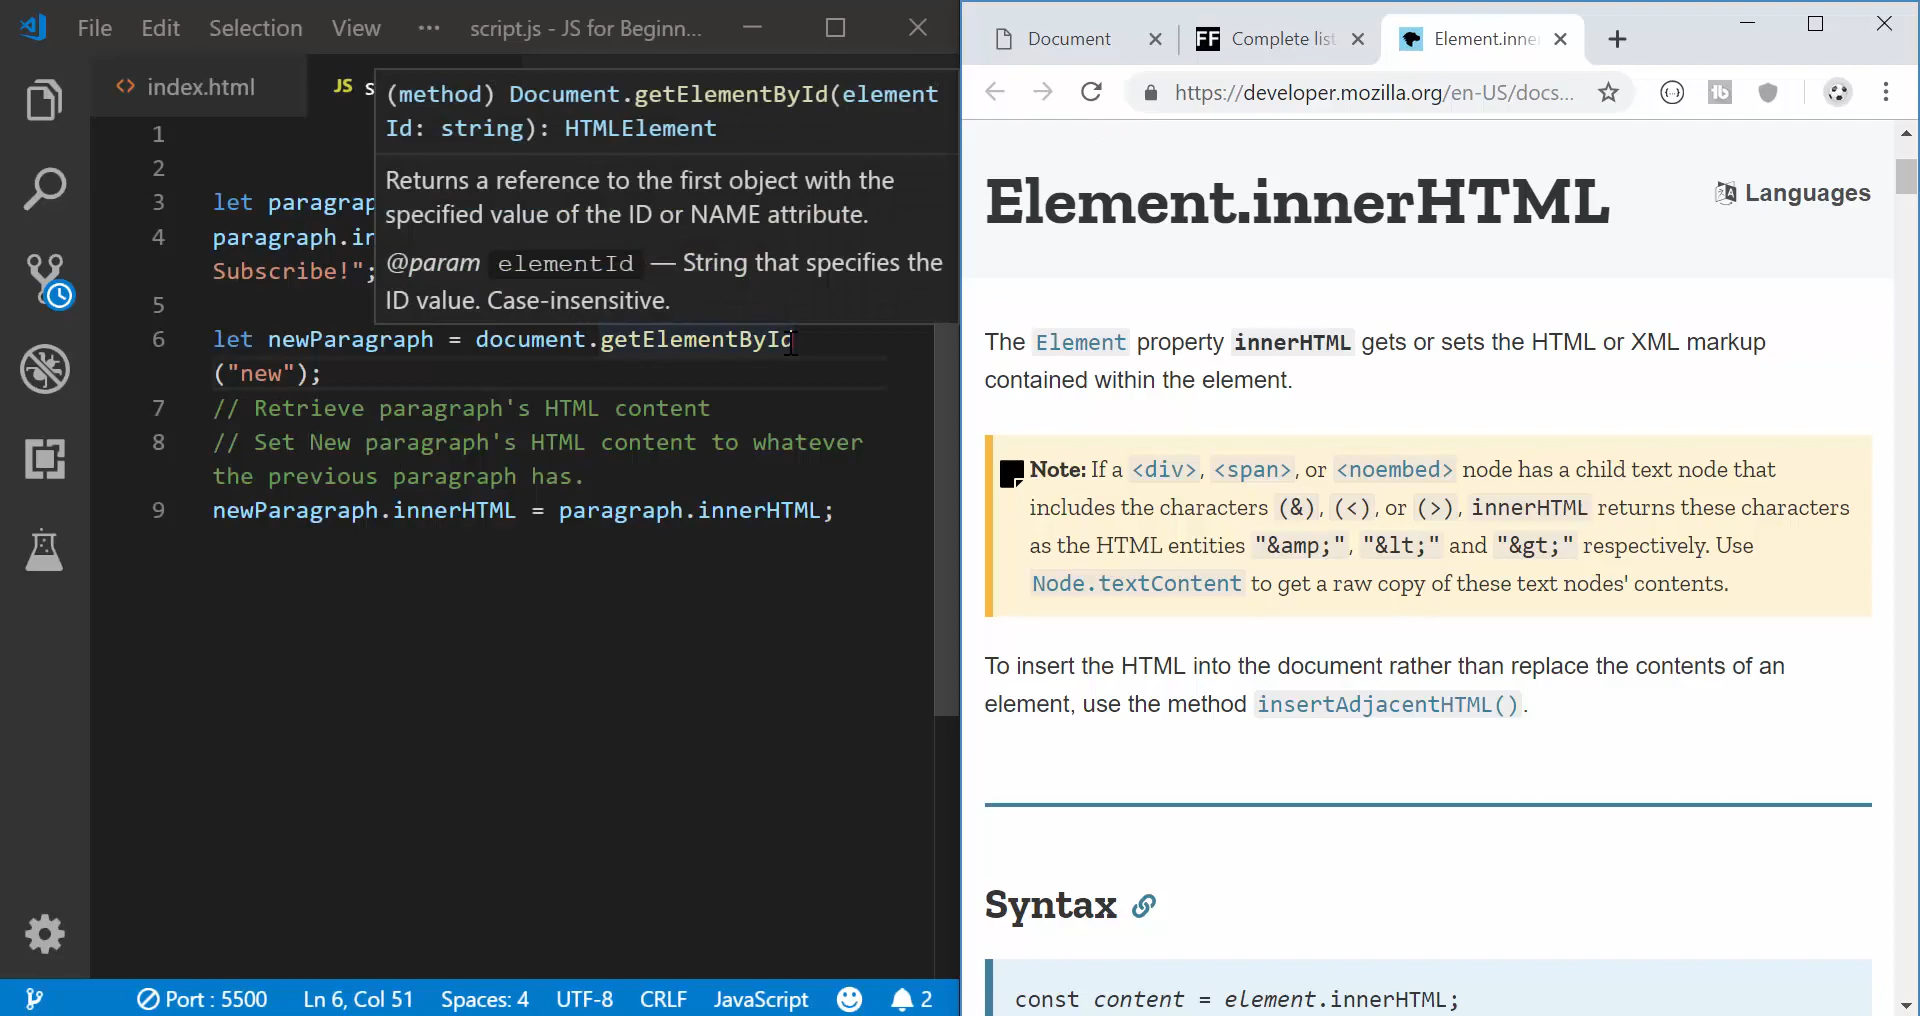 File Edit Selection View ··· script.js - JS for Beginn...
index.html JS s
(method) Document.getElementById(element
Id: string): HTMLElement
Returns a reference to the first object with the
specified value of the ID or NAME attribute.
@param elementId — String that specifies the
ID value. Case-insensitive.
1
2
3 let paragrap
4 paragraph.in
Subscribe!";
5
6 let newParagraph = document.getElementById
("new");
7 // Retrieve paragraph's HTML content
8 // Set New paragraph's HTML content to whatever
the previous paragraph has.
9 newParagraph.innerHTML = paragraph.innerHTML;
Port : 5500 Ln 6, Col 51 Spaces: 4 UTF-8 CRLF JavaScript 2
Document FF Complete list Element.inne
https://developer.mozilla.org/en-US/docs...
Element.innerHTML
Languages
The Element property innerHTML gets or sets the HTML or XML markup
contained within the element.
Note: If a <div>, <span>, or <noembed> node has a child text node that
includes the characters (&), (<), or (>), innerHTML returns these characters
as the HTML entities "&amp;", "&lt;" and "&gt;" respectively. Use
Node.textContent to get a raw copy of these text nodes' contents.
To insert the HTML into the document rather than replace the contents of an
element, use the method insertAdjacentHTML().
Syntax
const content = element.innerHTML;